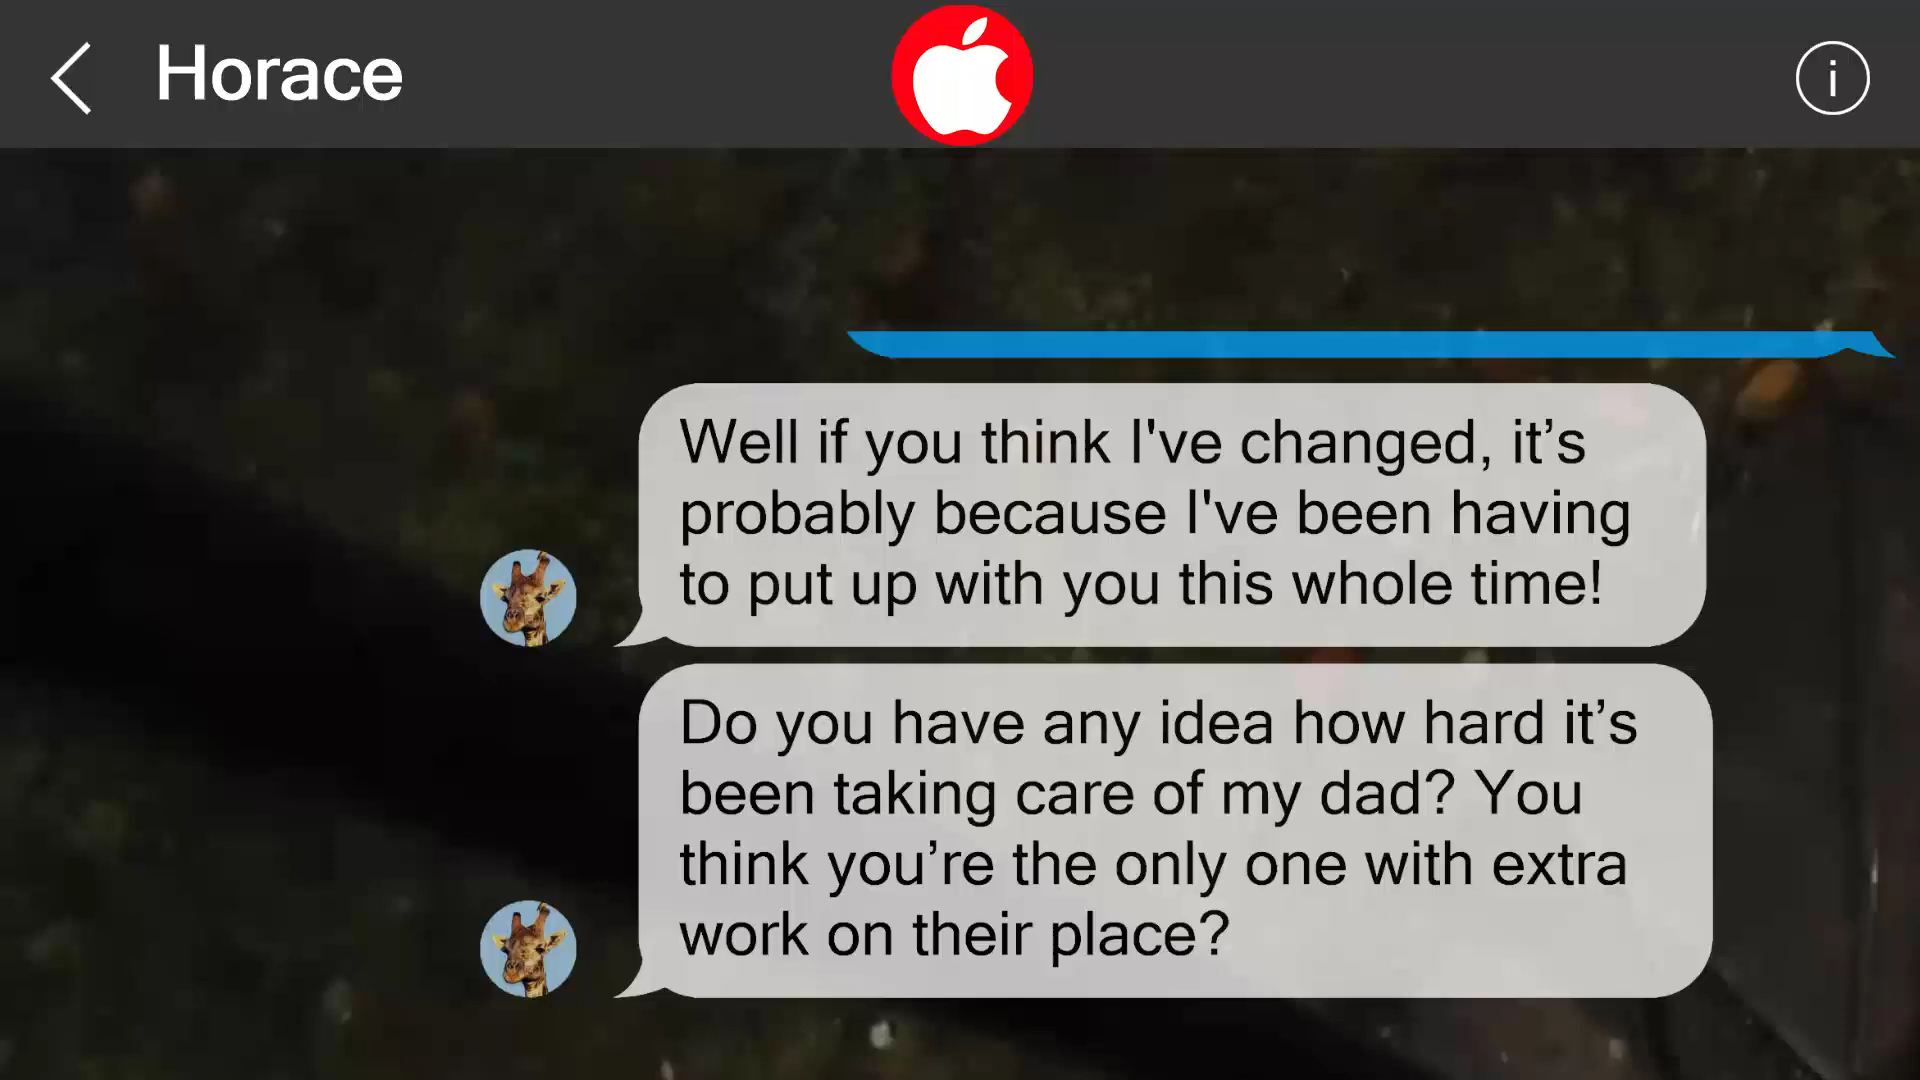 Horace
i
Well if you think I've changed, it’s
probably because I've been having
to put up with you this whole time!
Do you have any idea how hard it’s
been taking care of my dad? You
think you’re the only one with extra
work on their place?